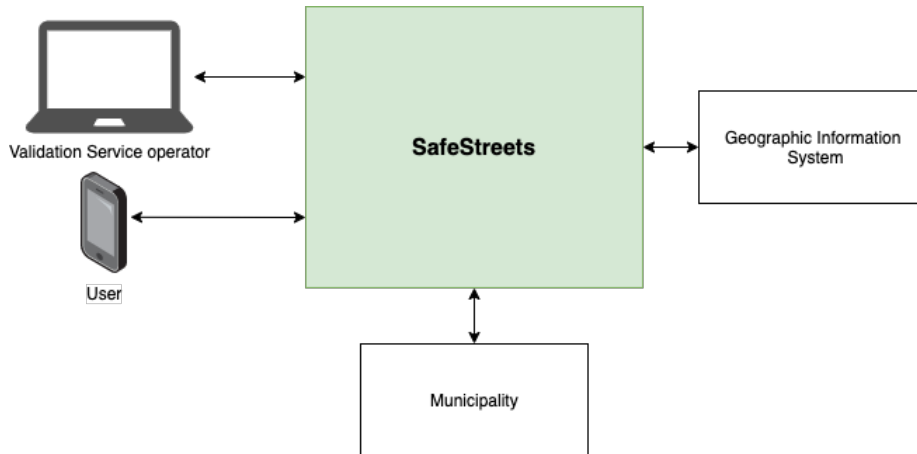 SafeStreets
Validation Service operator
Geographic Information
System
User
Municipality